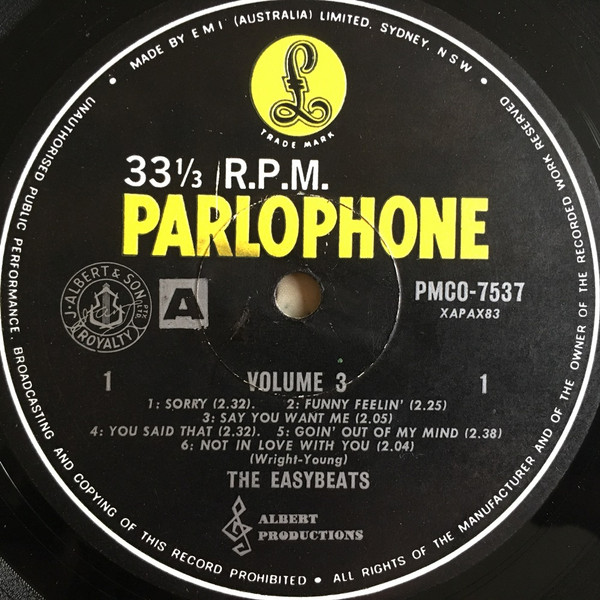 MADE BY E M I (AUSTRALIA) LIMITED, SYDNEY, N S W •
£
TRADE MARK
33 1/3 R.P.M.
PARLOPHONE
J. ALBERT & SON PTY LTD
ROYALTY
A
PMCO-7537
XAPAX83
1 VOLUME 3 1
1: SORRY (2.32). 2: FUNNY FEELIN' (2.25)
3: SAY YOU WANT ME (2.05)
4: YOU SAID THAT (2.32). 5: GOIN' OUT OF MY MIND (2.38)
6: NOT IN LOVE WITH YOU (2.04)
(Wright-Young)
THE EASYBEATS
ALBERT
PRODUCTIONS
UNAUTHORISED PUBLIC PERFORMANCE, BROADCASTING AND COPYING OF THIS RECORD PROHIBITED • ALL RIGHTS OF THE MANUFACTURER AND OF THE OWNER OF THE RECORDED WORK RESERVED •